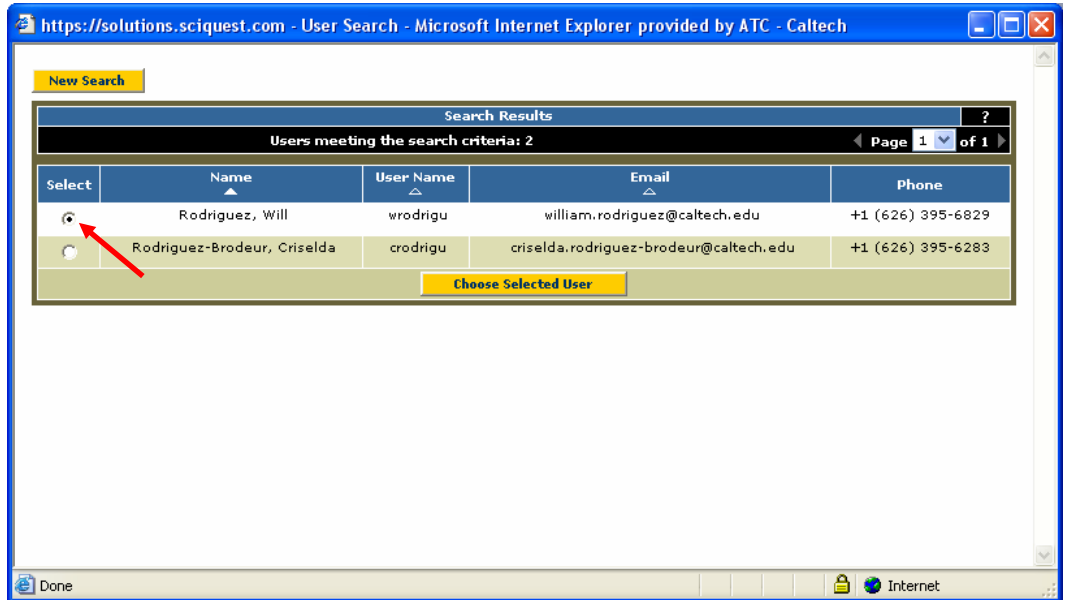 https://solutions.sciquest.com - User Search - Microsoft Internet Explorer provided by ATC - Caltech
New Search
Search Results ?
Users meeting the search criteria: 2 Page 1 of 1
Select Name User Name Email Phone
Rodriguez, Will wrodrigu william.rodriguez@caltech.edu +1 (626) 395-6829
Rodriguez-Brodeur, Criselda crodrigu criselda.rodriguez-brodeur@caltech.edu +1 (626) 395-6283
Choose Selected User
Done Internet